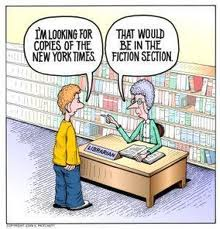 I'M LOOKING FOR
COPIES OF THE
NEW YORK TIMES.
THAT WOULD
BE IN THE
FICTION SECTION.
LIBRARIAN